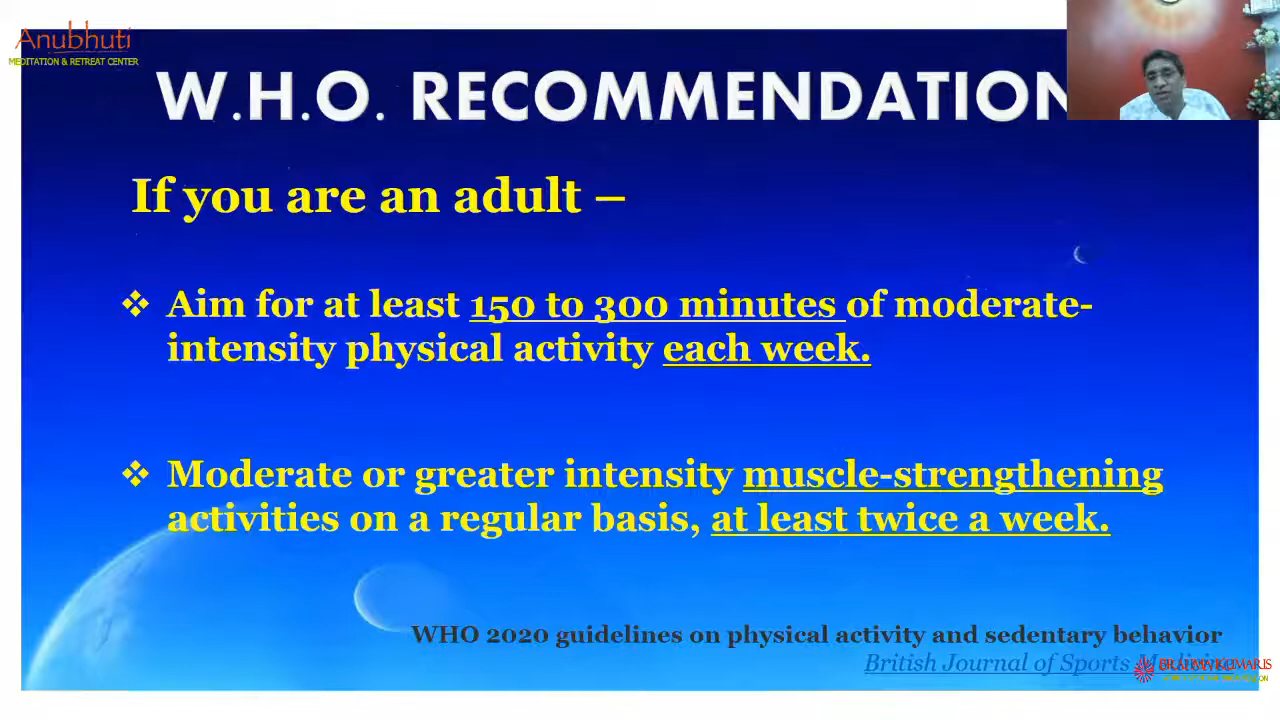 Anubhuti
MEDITATION & RETREAT CENTER
W.H.O. RECOMMENDATION
If you are an adult –
❖ Aim for at least 150 to 300 minutes of moderate-
intensity physical activity each week.
❖ Moderate or greater intensity muscle-strengthening
activities on a regular basis, at least twice a week.
WHO 2020 guidelines on physical activity and sedentary behavior
British Journal of Sports
BRAHMA KUMARIS